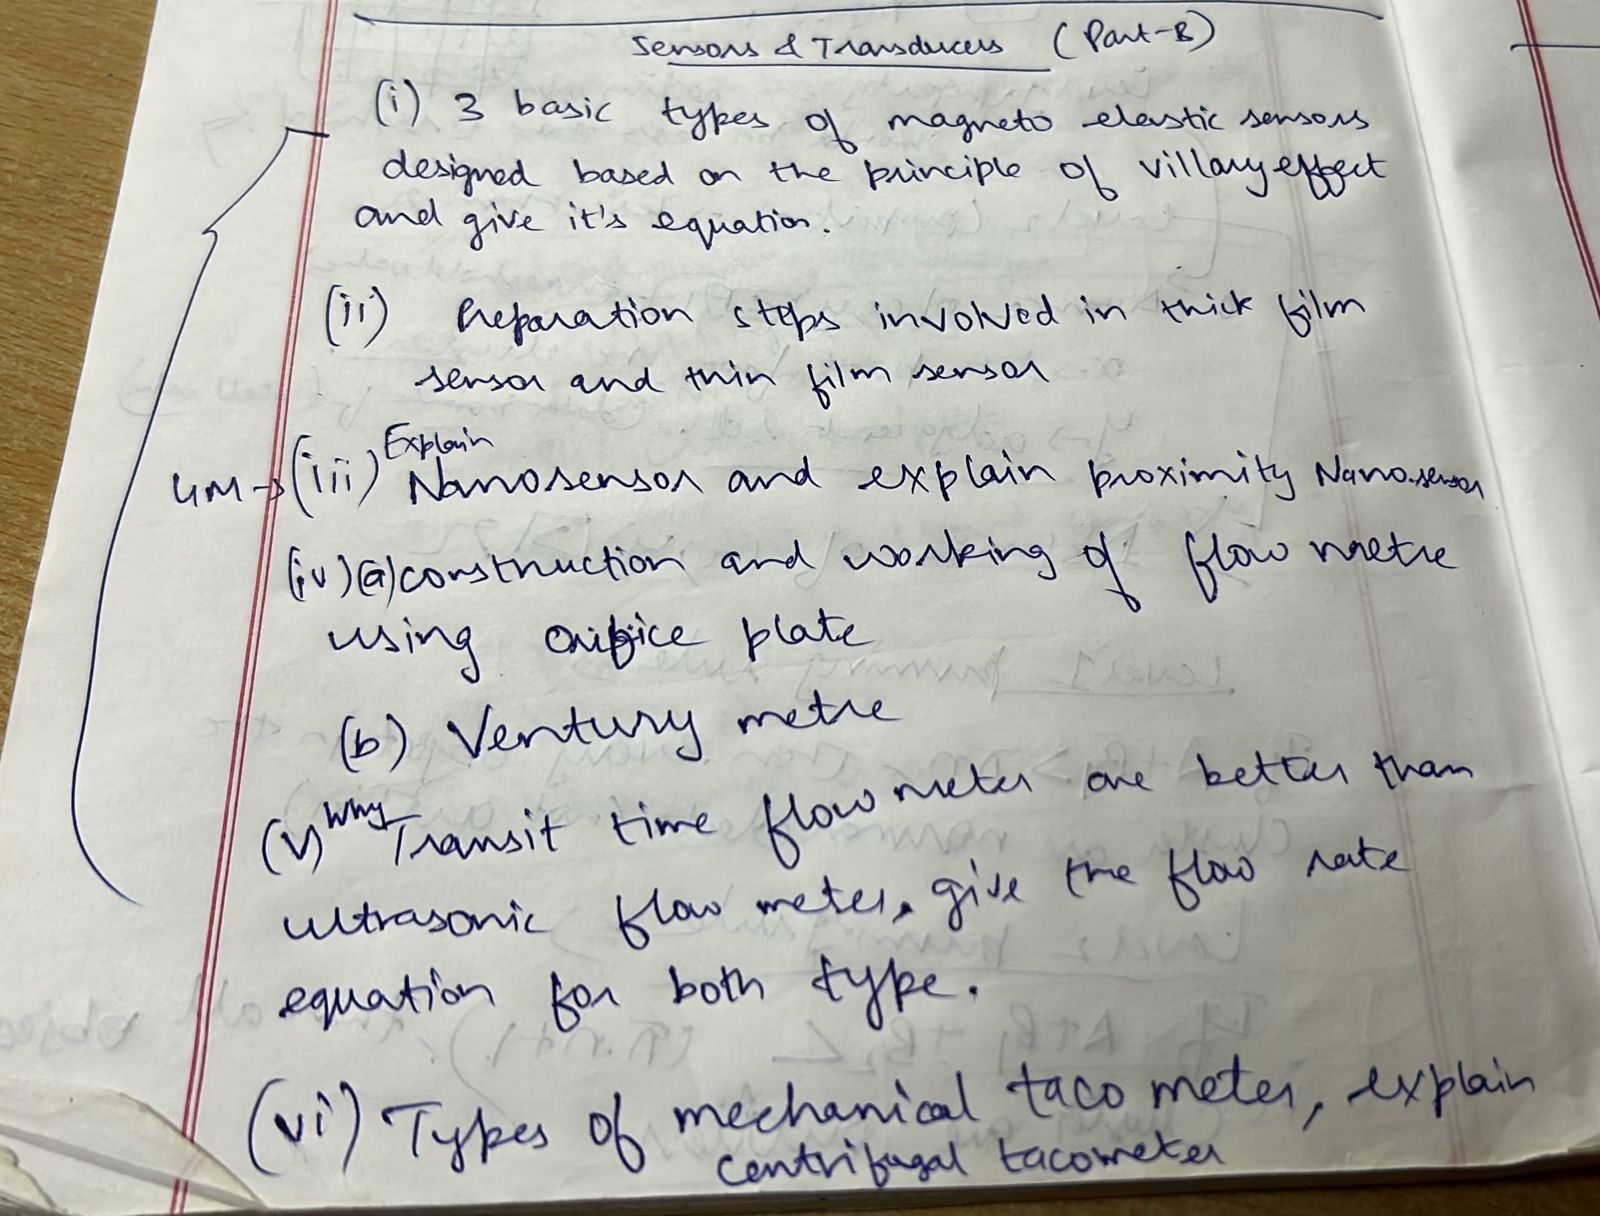 Sensors & Transducers (Part-B)
(i) 3 basic types of magneto elastic sensors
designed based on the principle of villary effect
and give it's equation.
(ii) Preparation steps involved in thick film
sensor and thin film sensor
Explain
4M → (iii) Nanosensor and explain proximity Nanosensor
(iv) (a) construction and working of flow metre
using orifice plate
(b) Ventury metre
(v) Why Transit time flow meter are better than
ultrasonic flow meter, give the flow rate
equation for both type.
(vi) Types of mechanical taco meter, explain
centrifugal tacometer